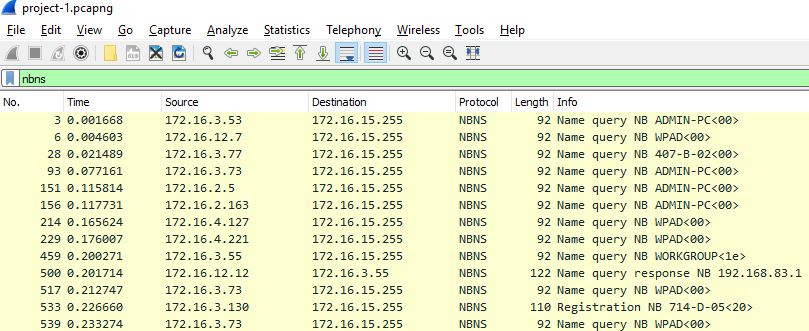 project-1.pcapng
File Edit View Go Capture Analyze Statistics Telephony Wireless Tools Help
nbns
No. Time Source Destination Protocol Length Info
3 0.001668 172.16.3.53 172.16.15.255 NBNS 92 Name query NB ADMIN-PC<00>
6 0.004603 172.16.12.7 172.16.15.255 NBNS 92 Name query NB WPAD<00>
28 0.021489 172.16.3.77 172.16.15.255 NBNS 92 Name query NB 407-B-02<00>
93 0.077161 172.16.3.73 172.16.15.255 NBNS 92 Name query NB ADMIN-PC<00>
151 0.115814 172.16.2.5 172.16.15.255 NBNS 92 Name query NB ADMIN-PC<00>
156 0.117731 172.16.2.163 172.16.15.255 NBNS 92 Name query NB ADMIN-PC<00>
214 0.165624 172.16.4.127 172.16.15.255 NBNS 92 Name query NB WPAD<00>
229 0.176007 172.16.4.221 172.16.15.255 NBNS 92 Name query NB WPAD<00>
459 0.200271 172.16.3.55 172.16.15.255 NBNS 92 Name query NB WORKGROUP<1e>
500 0.201714 172.16.12.12 172.16.3.55 NBNS 122 Name query response NB 192.168.83.1
517 0.212747 172.16.3.73 172.16.15.255 NBNS 92 Name query NB WPAD<00>
533 0.226660 172.16.3.130 172.16.15.255 NBNS 110 Registration NB 714-D-05<20>
539 0.233274 172.16.3.73 172.16.15.255 NBNS 92 Name query NB WPAD<00>